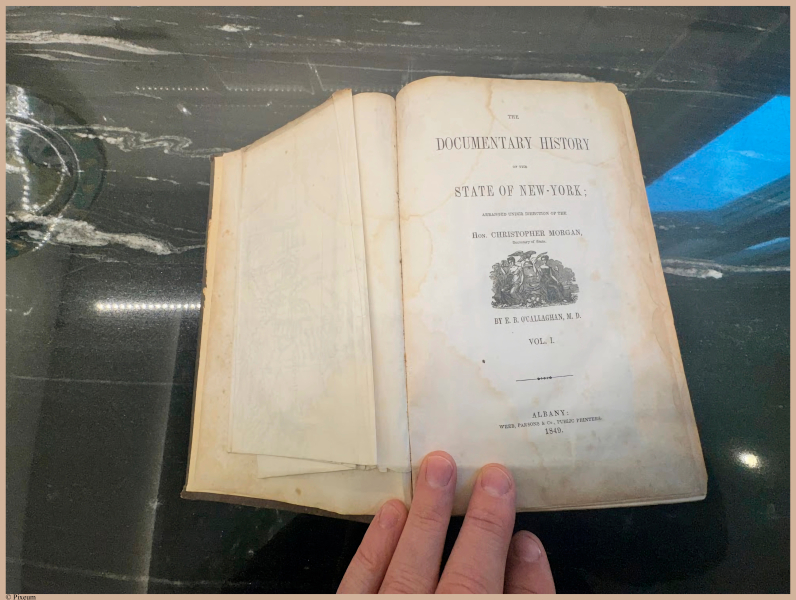 THE
DOCUMENTARY HISTORY
OF THE
STATE OF NEW-YORK;
ARRANGED UNDER DIRECTION OF THE
Hon. CHRISTOPHER MORGAN,
Secretary of State.
BY E. B. O'CALLAGHAN, M. D.
VOL. I.
ALBANY:
WEED, PARSONS & Co., PUBLIC PRINTERS.
1849.
© Pixeum